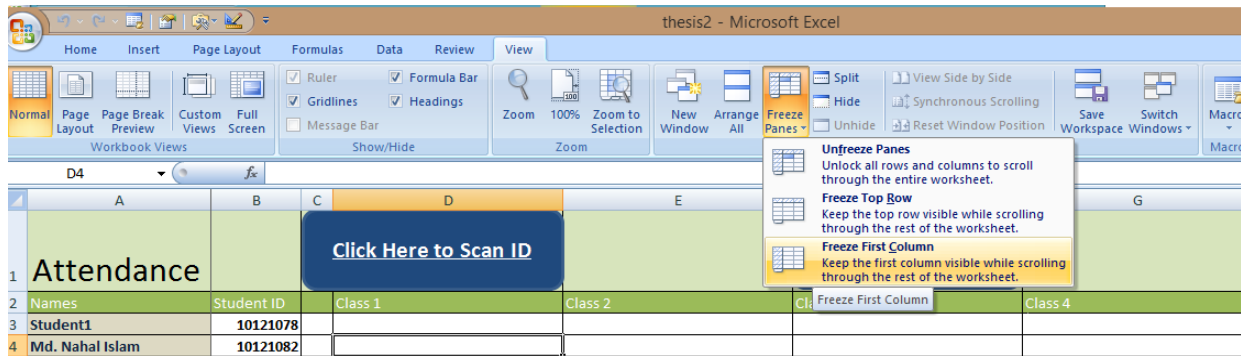 thesis2 - Microsoft Excel
Home Insert Page Layout Formulas Data Review View
Normal
Page Layout
Page Break Preview
Custom Views
Full Screen
Workbook Views
Ruler
Formula Bar
Gridlines
Headings
Message Bar
Show/Hide
Zoom
100%
Zoom to Selection
Zoom
New Window
Arrange All
Freeze Panes
Split
Hide
Unhide
View Side by Side
Synchronous Scrolling
Reset Window Position
Save Workspace
Switch Windows
Unfreeze Panes
Unlock all rows and columns to scroll
through the entire worksheet.
Freeze Top Row
Keep the top row visible while scrolling
through the rest of the worksheet.
Freeze First Column
Keep the first column visible while scrolling
through the rest of the worksheet.
Freeze First Column
D4 fx
A B C D E G
1 Attendance
Click Here to Scan ID
2 Names Student ID Class 1 Class 2 Class 4
3 Student1 10121078
4 Md. Nahal Islam 10121082